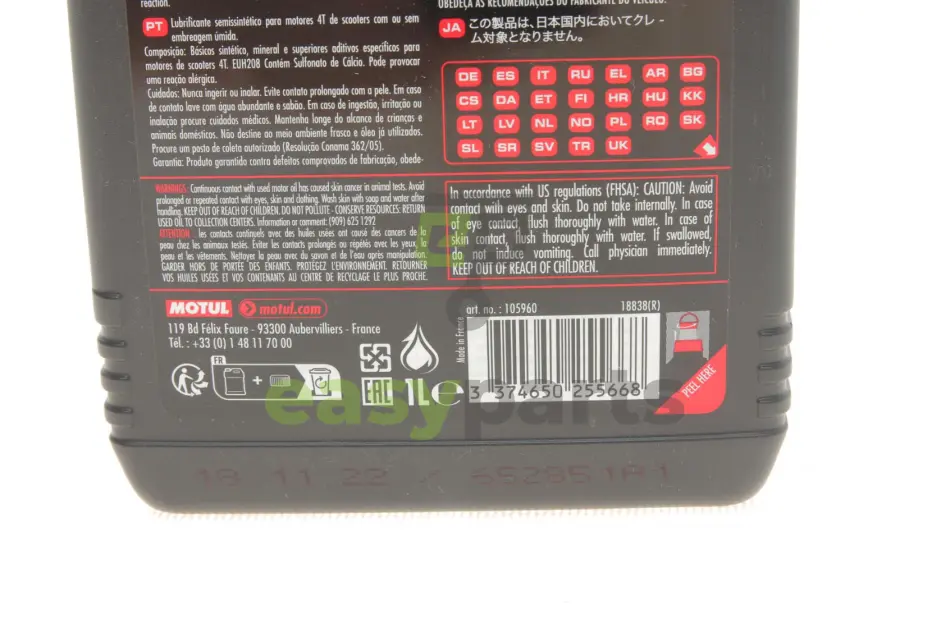 reaction.
PT Lubrificante semissintético para motores 4T de scooters com ou sem
embreagem úmida.
Composição: Básicos sintético, mineral e superiores aditivos específicos para
motores de scooters 4T. EUH208 Contém Sulfonato de Cálcio. Pode provocar
uma reação alérgica.
Cuidados: Nunca ingerir ou inalar. Evite contato prolongado com a pele. Em caso
de contato lave com água abundante e sabão. Em caso de ingestão, irritação ou
inalação procure cuidados médicos. Mantenha longe do alcance de crianças e
animais domésticos. Não destine ao meio ambiente frasco e óleo já utilizados.
Procure um posto de coleta autorizado (Resolução Conama 362/05).
Garantia: Produto garantido contra defeitos comprovados de fabricação, obede-
OBEDEÇA AS RECOMENDAÇÕES DO FABRICANTE DO VEÍCULO.
JA この製品は、日本国内においてクレ－
ム対象となりません。
DE ES IT RU EL AR BG
CS DA ET FI HR HU KK
LT LV NL NO PL RO SK
SL SR SV TR UK
WARNINGS: Continuous contact with used motor oil has caused skin cancer in animal tests. Avoid
prolonged or repeated contact with eyes, skin and clothing. Wash skin with soap and water after
handling. KEEP OUT OF REACH OF CHILDREN. DO NOT POLLUTE - CONSERVE RESOURCES: RETURN
USED OIL TO COLLECTION CENTERS. Information or comment: (909) 625 1292
ATTENTION : les contacts continuels avec des huiles usées ont causé des cancers de la
peau chez les animaux testés. Éviter les contacts prolongés ou répétés avec les yeux, la
peau et les vêtements. Nettoyer la peau avec du savon et de l'eau après manipulation.
GARDER HORS DE PORTÉE DES ENFANTS. PROTÉGEZ L'ENVIRONNEMENT. RETOURNER
VOS HUILES USÉES ET VOS CONTENANTS AU CENTRE DE RECYCLAGE LE PLUS PROCHE.
In accordance with US regulations (FHSA): CAUTION: Avoid
contact with eyes and skin. Do not take internally. In case
of eye contact, flush thoroughly with water. In case of
skin contact, flush thoroughly with water. If swallowed,
do not induce vomiting. Call physician immediately.
KEEP OUT OF REACH OF CHILDREN.
MOTUL motul.com
119 Bd Félix Faure - 93300 Aubervilliers - France
Tél. : +33 (0) 1 48 11 70 00
FR
EAC 1L e
Made in France
art. no. : 105960 18838(R)
3 374650 255668
PEEL HERE
easyparts
18 11 22 / 652851A1